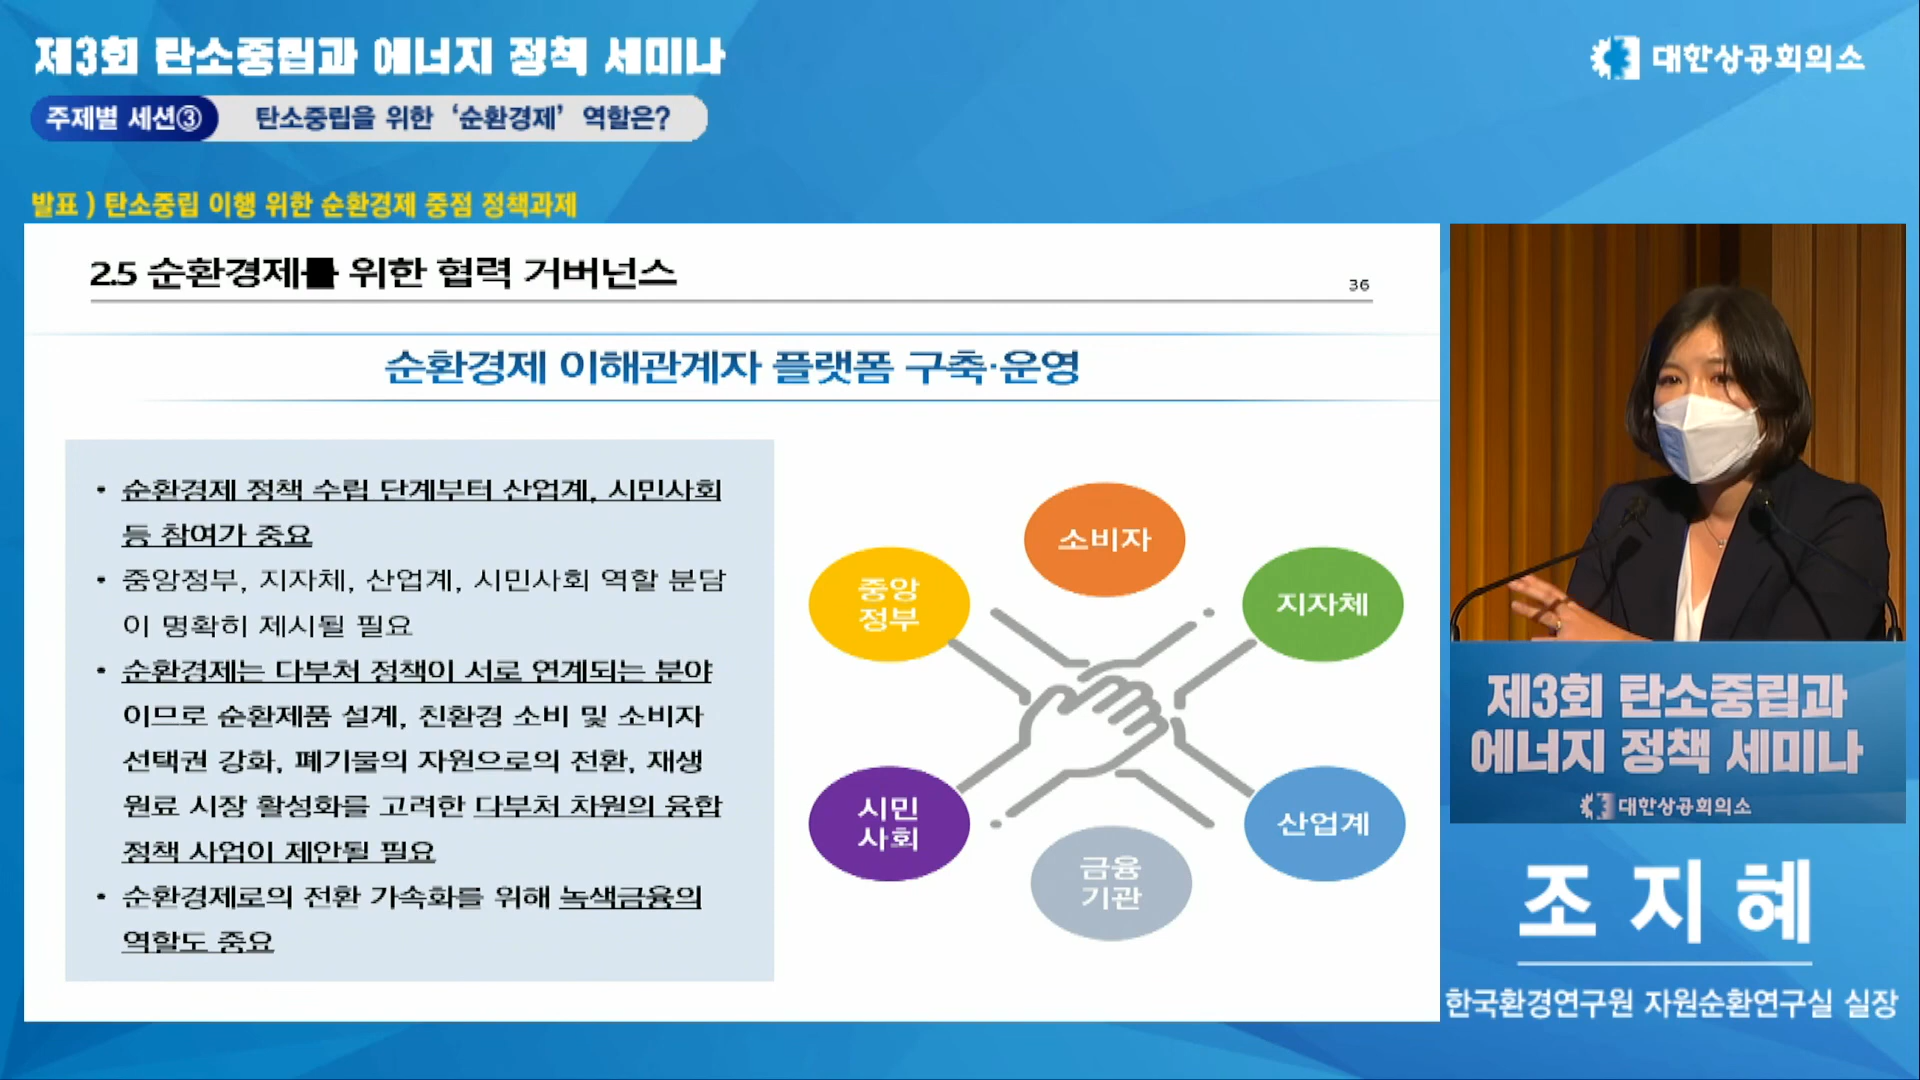 제3회 탄소중립과 에너지 정책 세미나
대한상공회의소
주제별 세션③ 탄소중립을 위한 ‘순환경제’ 역할은?
발표 ) 탄소중립 이행 위한 순환경제 중점 정책과제
2.5 순환경제를 위한 협력 거버넌스
36
순환경제 이해관계자 플랫폼 구축·운영
• 순환경제 정책 수립 단계부터 산업계, 시민사회
등 참여가 중요
• 중앙정부, 지자체, 산업계, 시민사회 역할 분담
이 명확히 제시될 필요
• 순환경제는 다부처 정책이 서로 연계되는 분야
이므로 순환제품 설계, 친환경 소비 및 소비자
선택권 강화, 폐기물의 자원으로의 전환, 재생
원료 시장 활성화를 고려한 다부처 차원의 융합
정책 사업이 제안될 필요
• 순환경제로의 전환 가속화를 위해 녹색금융의
역할도 중요
소비자
중앙
정부
지자체
시민
사회
산업계
금융
기관
제3회 탄소중립과
에너지 정책 세미나
대한상공회의소
조지혜
한국환경연구원 자원순환연구실 실장